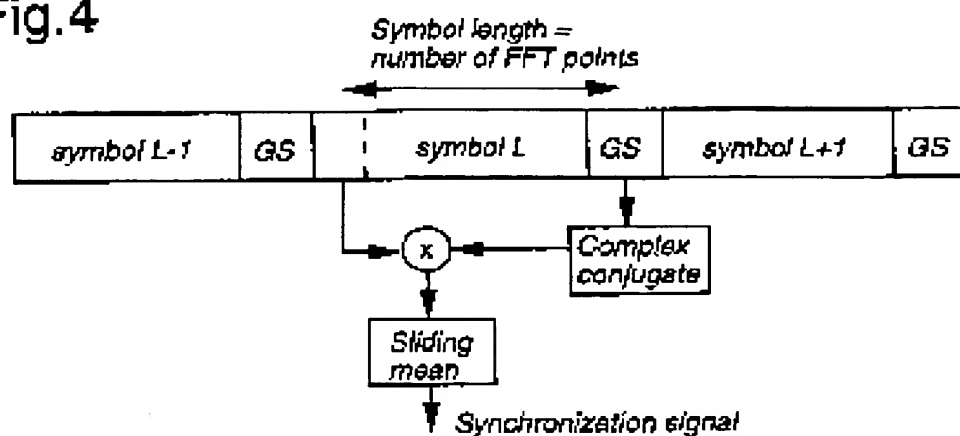 Fig.4
Symbol length =
number of FFT points
symbol L-1 GS symbol L GS symbol L+1 GS
x
Complex
conjugate
Sliding
mean
Synchronization signal